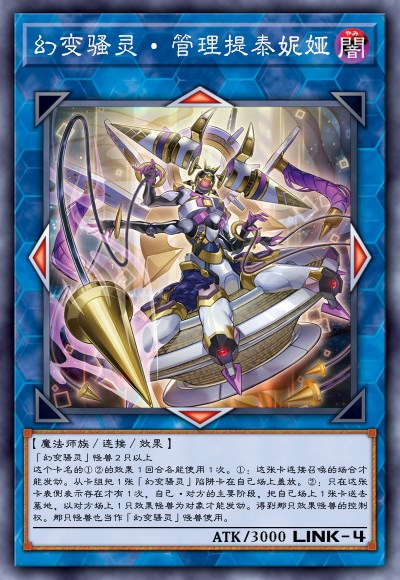 幻变骚灵・管理提泰妮娅
闇
やみ
【魔法师族／连接／效果】
「幻变骚灵」怪兽２只以上
这个卡名的①②的效果１回合各能使用１次。①：这张卡连接召唤的场合才
能发动。从卡组把１张「幻变骚灵」陷阱卡在自己场上盖放。②：只在这张
卡表侧表示存在才有１次，自己・对方的主要阶段，把自己场上１张卡送去
墓地，以对方场上１只效果怪兽为对象才能发动。得到那只效果怪兽的控制
权。那只怪兽也当作「幻变骚灵」怪兽使用。
ATK/3000 LINK-4